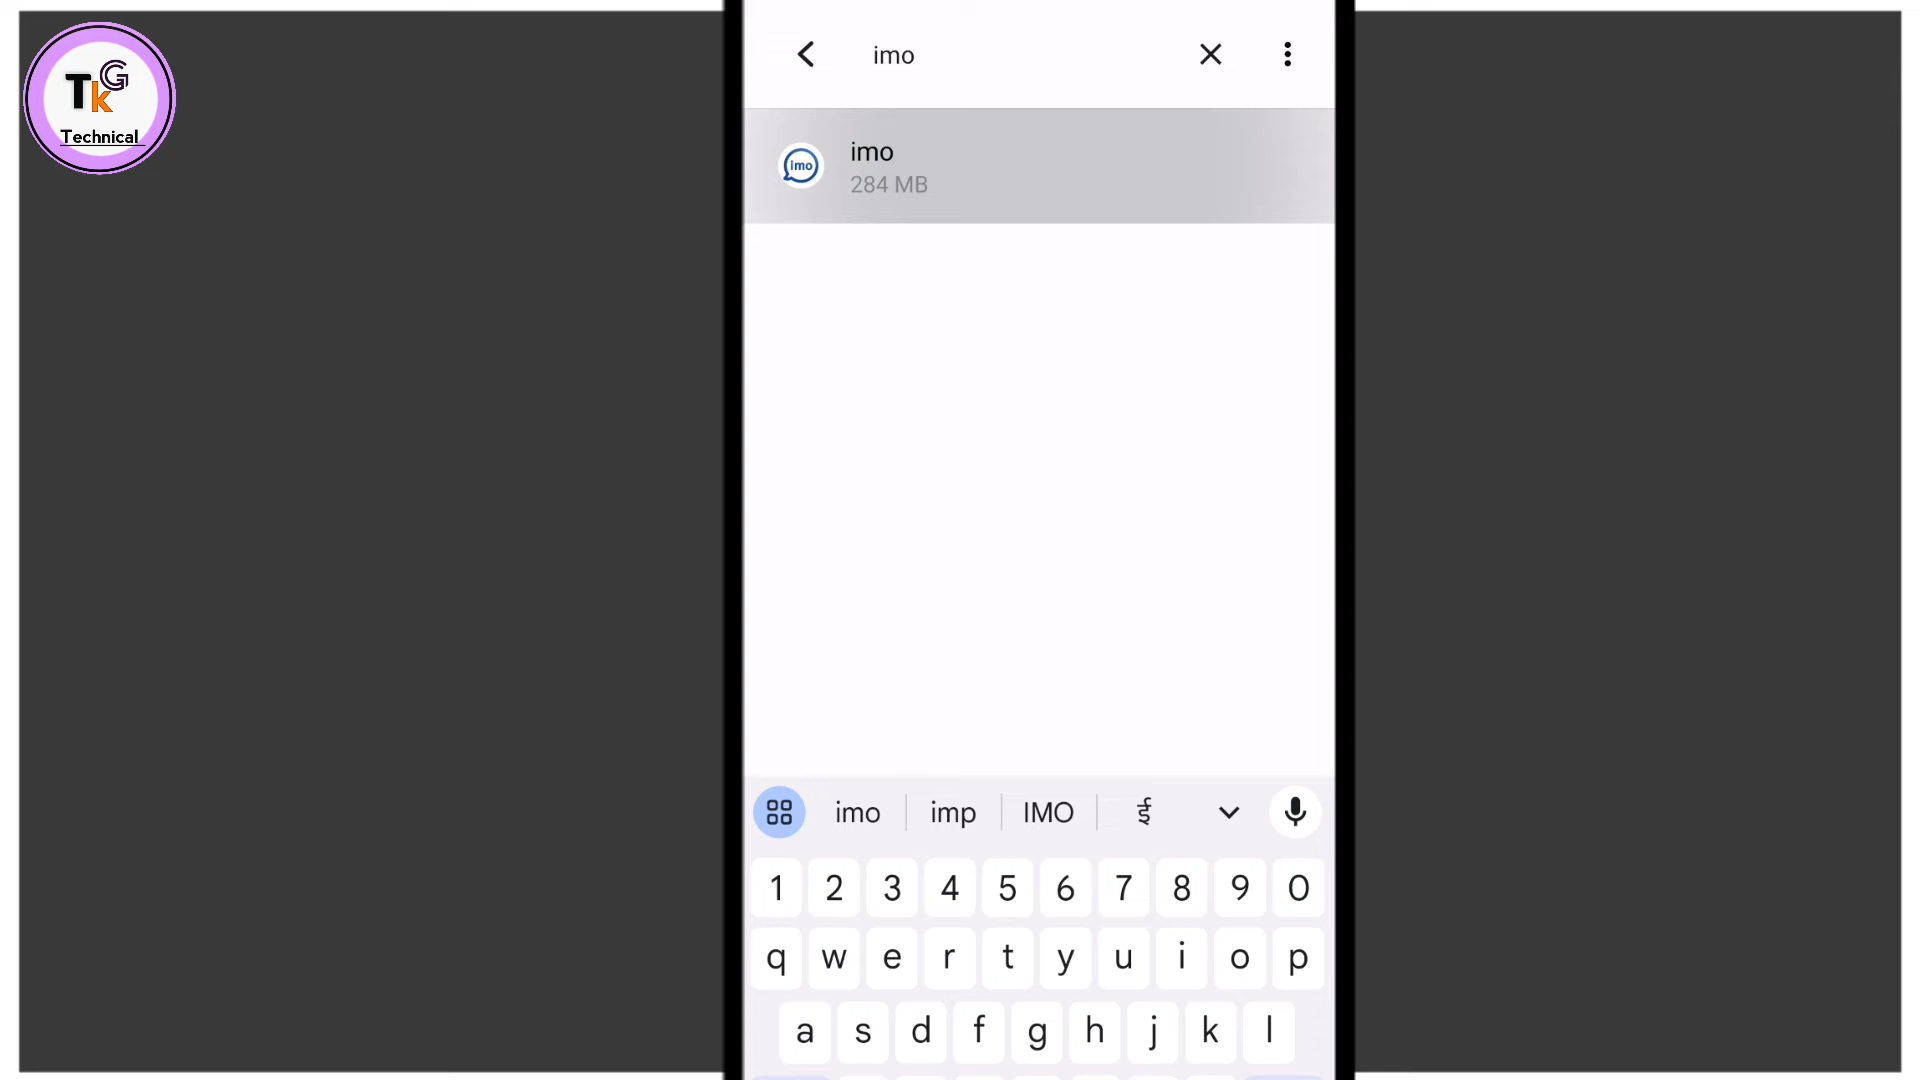 TkG
Technical
imo
imo
imo
284 MB
imo imp IMO ई
1 2 3 4 5 6 7 8 9 0
q w e r t y u i o p
a s d f g h j k l